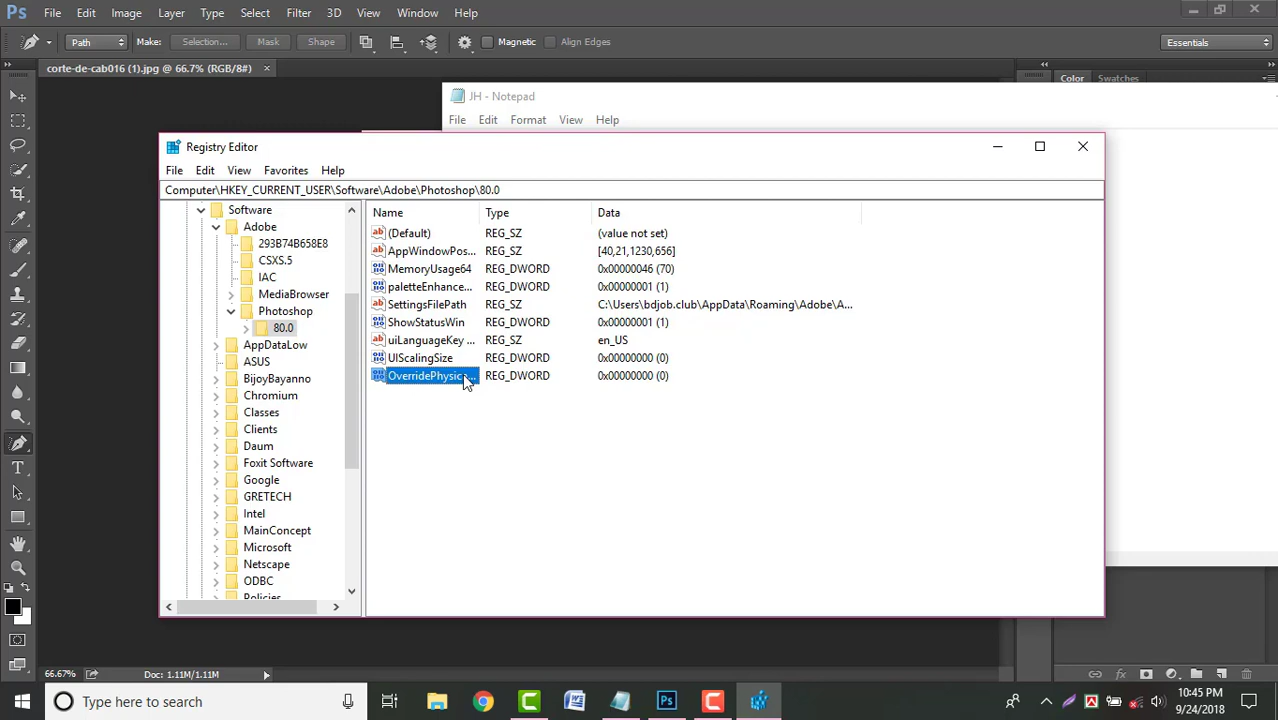 Ps File Edit Image Layer Type Select Filter 3D View Window Help
Path Make: Selection... Mask Shape Magnetic Align Edges Essentials
corte-de-cab016 (1).jpg @ 66.7% (RGB/8#) × Color Swatches
JH - Notepad
File Edit Format View Help
Registry Editor
File Edit View Favorites Help
Computer\HKEY_CURRENT_USER\Software\Adobe\Photoshop\80.0
Software
Adobe
293B74B658E8
CSXS.5
IAC
MediaBrowser
Photoshop
80.0
AppDataLow
ASUS
BijoyBayanno
Chromium
Classes
Clients
Daum
Foxit Software
Google
GRETECH
Intel
MainConcept
Microsoft
Netscape
ODBC
Policies
Name Type Data
(Default) REG_SZ (value not set)
AppWindowPos... REG_SZ [40,21,1230,656]
MemoryUsage64 REG_DWORD 0x00000046 (70)
paletteEnhance... REG_DWORD 0x00000001 (1)
SettingsFilePath REG_SZ C:\Users\bdjob.club\AppData\Roaming\Adobe\A...
ShowStatusWin REG_DWORD 0x00000001 (1)
uiLanguageKey ... REG_SZ en_US
UIScalingSize REG_DWORD 0x00000000 (0)
OverridePhysic... REG_DWORD 0x00000000 (0)
66.67% Doc: 1.11M/1.11M
Type here to search
10:45 PM
9/24/2018